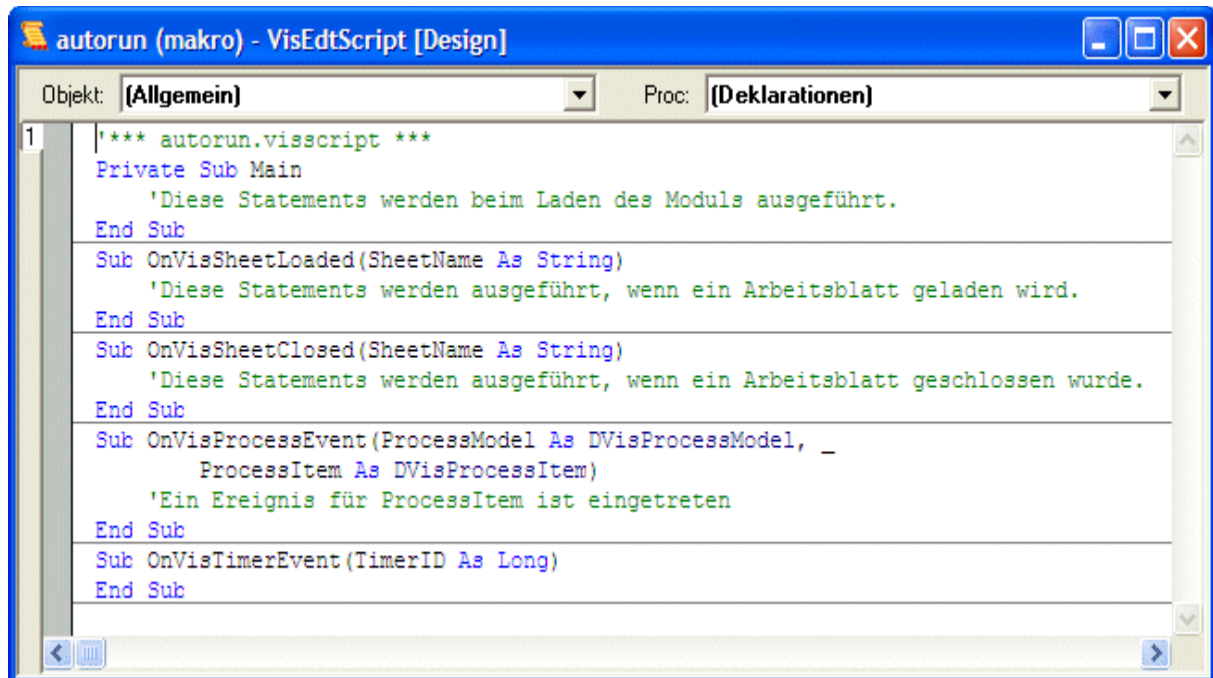 autorun (makro) - VisEdtScript [Design]
Objekt: (Allgemein) Proc: (Deklarationen)
1 '*** autorun.visscript ***
Private Sub Main
'Diese Statements werden beim Laden des Moduls ausgeführt.
End Sub
Sub OnVisSheetLoaded(SheetName As String)
'Diese Statements werden ausgeführt, wenn ein Arbeitsblatt geladen wird.
End Sub
Sub OnVisSheetClosed(SheetName As String)
'Diese Statements werden ausgeführt, wenn ein Arbeitsblatt geschlossen wurde.
End Sub
Sub OnVisProcessEvent(ProcessModel As DVisProcessModel, _
ProcessItem As DVisProcessItem)
'Ein Ereignis für ProcessItem ist eingetreten
End Sub
Sub OnVisTimerEvent(TimerID As Long)
End Sub